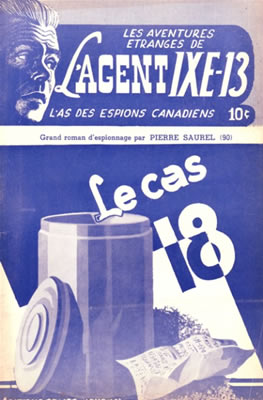 LES AVENTURES
ETRANGES DE
L'AGENT IXE-13
L'AS DES ESPIONS CANADIENS 10¢
Grand roman d'espionnage par PIERRE SAUREL (90)
Le cas
18